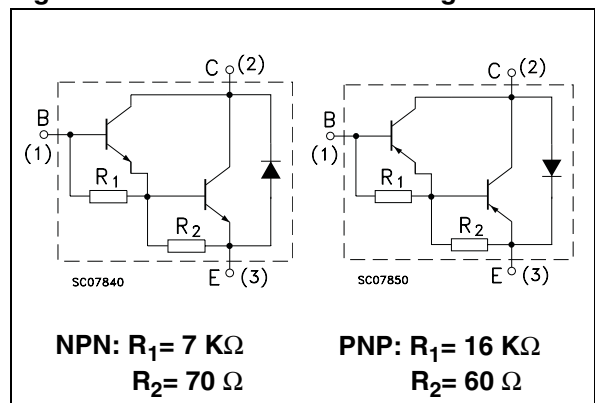 C (2)
B
(1)
R1
R2
SC07840
E (3)
C (2)
B
(1)
R1
R2
SC07850
E (3)
NPN: R1= 7 KΩ
R2= 70 Ω
PNP: R1= 16 KΩ
R2= 60 Ω